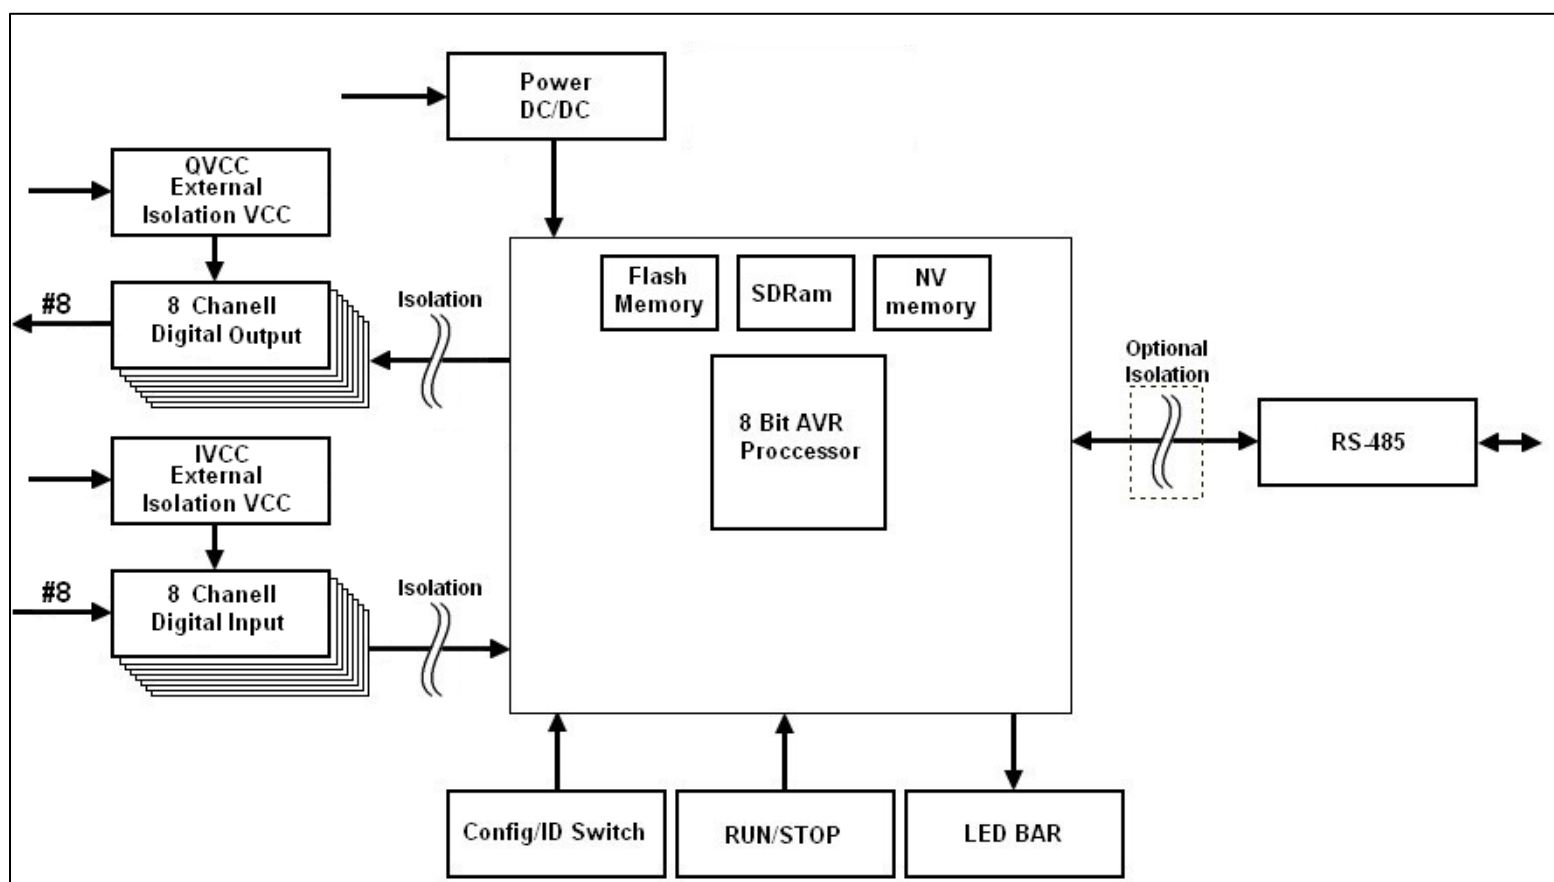 Power
DC/DC
QVCC
External
Isolation VCC
#8
8 Chanell
Digital Output
Isolation
Flash
Memory
SDRam
NV
memory
8 Bit AVR
Proccessor
Optional
Isolation
RS-485
IVCC
External
Isolation VCC
#8
8 Chanell
Digital Input
Isolation
Config/ID Switch
RUN/STOP
LED BAR